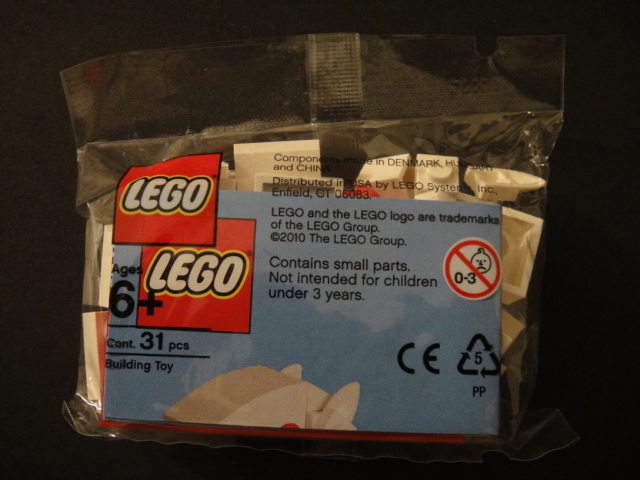 Components made in DENMARK, HUNGARY
and CHINA.
Distributed in USA by LEGO Systems, Inc.
Enfield, CT 06083
LEGO
LEGO and the LEGO logo are trademarks
of the LEGO Group.
©2010 The LEGO Group.
LEGO
Ages
6+
Contains small parts.
Not intended for children
under 3 years.
0-3
Cont. 31 pcs
Building Toy
CE
5
PP